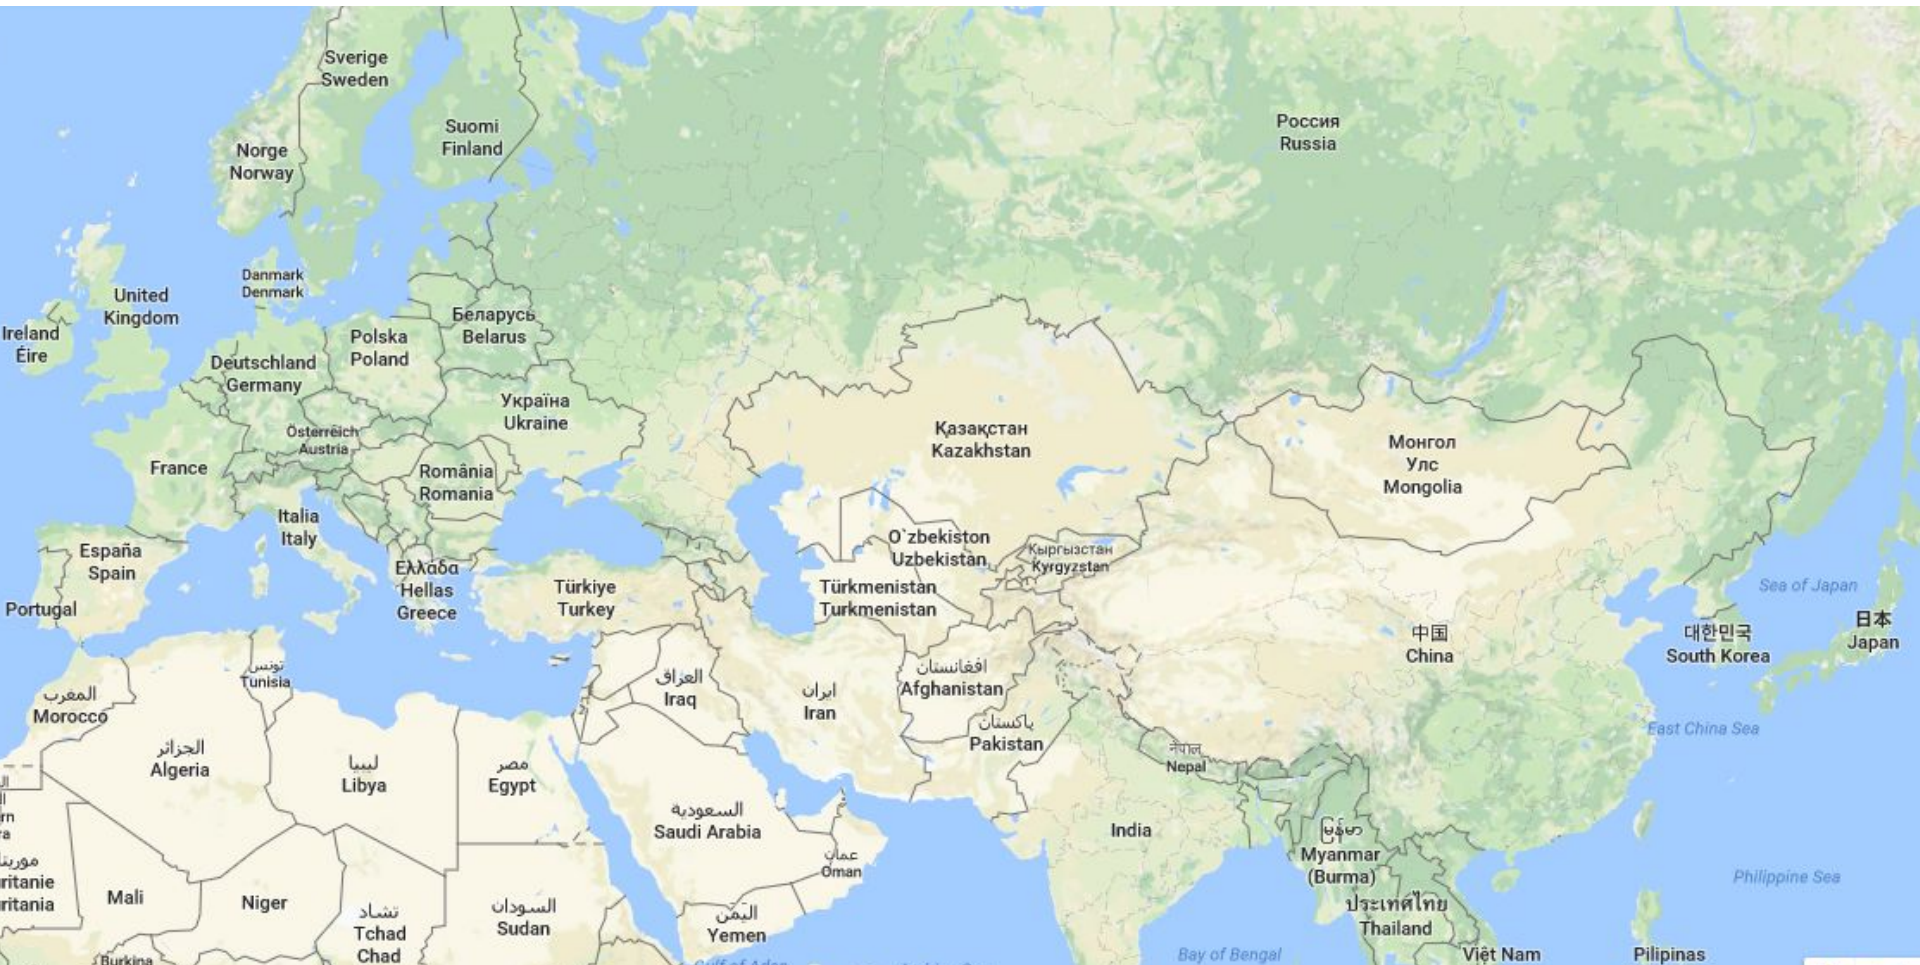 Sverige
Sweden
Suomi
Finland
Россия
Russia
Norge
Norway
Danmark
Denmark
United
Kingdom
Ireland
Éire
Беларусь
Belarus
Polska
Poland
Deutschland
Germany
Україна
Ukraine
Österreich
Austria
France
România
Romania
Қазақстан
Kazakhstan
Монгол
Улс
Mongolia
Italia
Italy
España
Spain
Portugal
Ελλάδα
Hellas
Greece
Türkiye
Turkey
O`zbekiston
Uzbekistan
Кыргызстан
Kyrgyzstan
Türkmenistan
Turkmenistan
Sea of Japan
日本
Japan
대한민국
South Korea
中国
China
تونس
Tunisia
المغرب
Morocco
العراق
Iraq
ایران
Iran
افغانستان
Afghanistan
پاکستان
Pakistan
East China Sea
الجزائر
Algeria
ليبيا
Libya
مصر
Egypt
नेपाल
Nepal
السعودية
Saudi Arabia
India
عمان
Oman
မြန်မာ
Myanmar
(Burma)
Philippine Sea
Mali
Niger
تشاد
Tchad
Chad
السودان
Sudan
اليمن
Yemen
ประเทศไทย
Thailand
Việt Nam
Pilipinas
Bay of Bengal
Burkina
Gulf of Aden